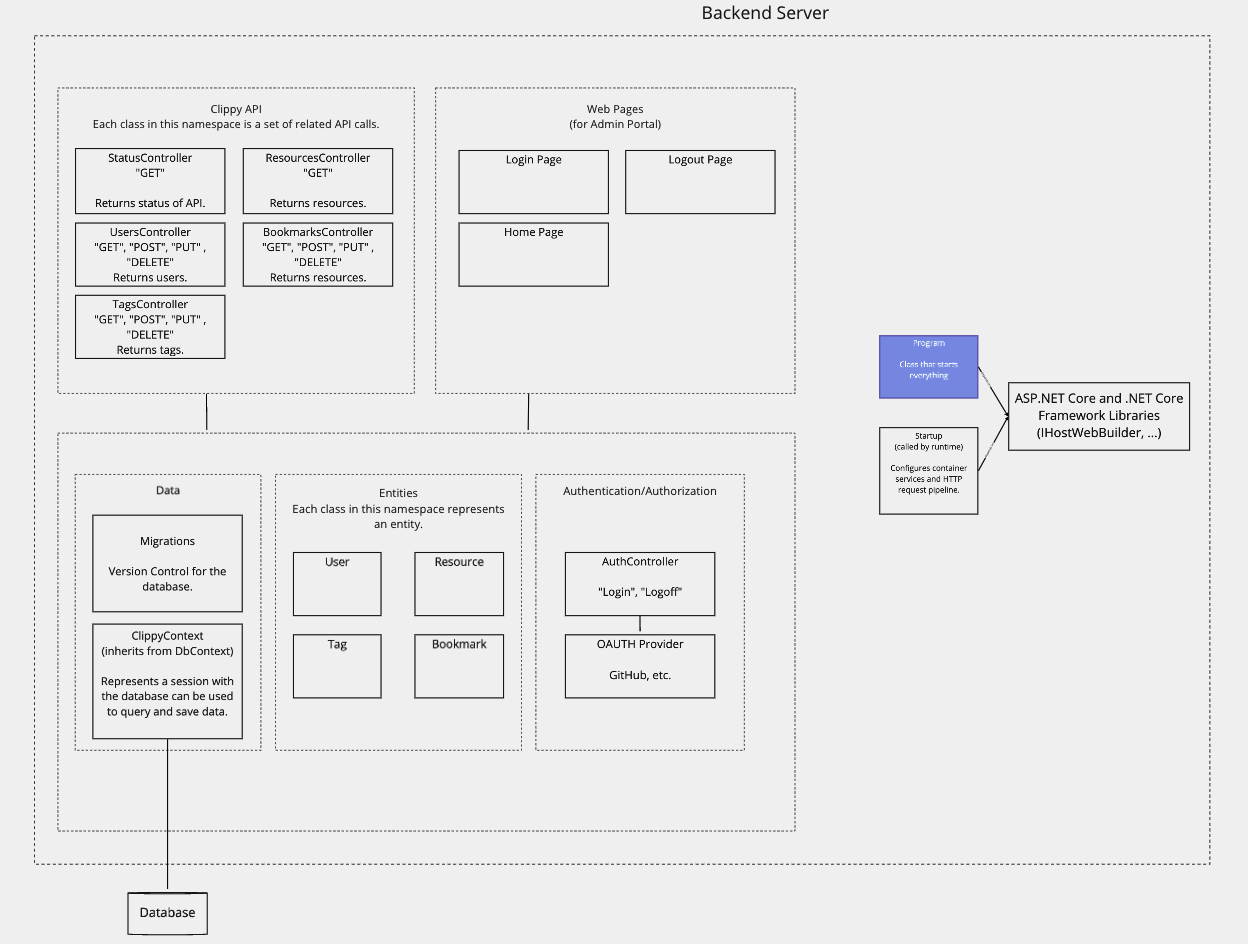 Backend Server
Clippy API
Each class in this namespace is a set of related API calls.
StatusController
"GET"
Returns status of API.
ResourcesController
"GET"
Returns resources.
UsersController
"GET", "POST", "PUT" ,
"DELETE"
Returns users.
BookmarksController
"GET", "POST", "PUT" ,
"DELETE"
Returns resources.
TagsController
"GET", "POST", "PUT" ,
"DELETE"
Returns tags.
Web Pages
(for Admin Portal)
Login Page
Logout Page
Home Page
Program
Class that starts
everything
Startup
(called by runtime)
Configures container
services and HTTP
request pipeline.
ASP.NET Core and .NET Core
Framework Libraries
(IHostWebBuilder, ...)
Data
Migrations
Version Control for the
database.
ClippyContext
(inherits from DbContext)
Represents a session with
the database can be used
to query and save data.
Entities
Each class in this namespace represents
an entity.
User
Resource
Tag
Bookmark
Authentication/Authorization
AuthController
"Login", "Logoff"
OAUTH Provider
GitHub, etc.
Database